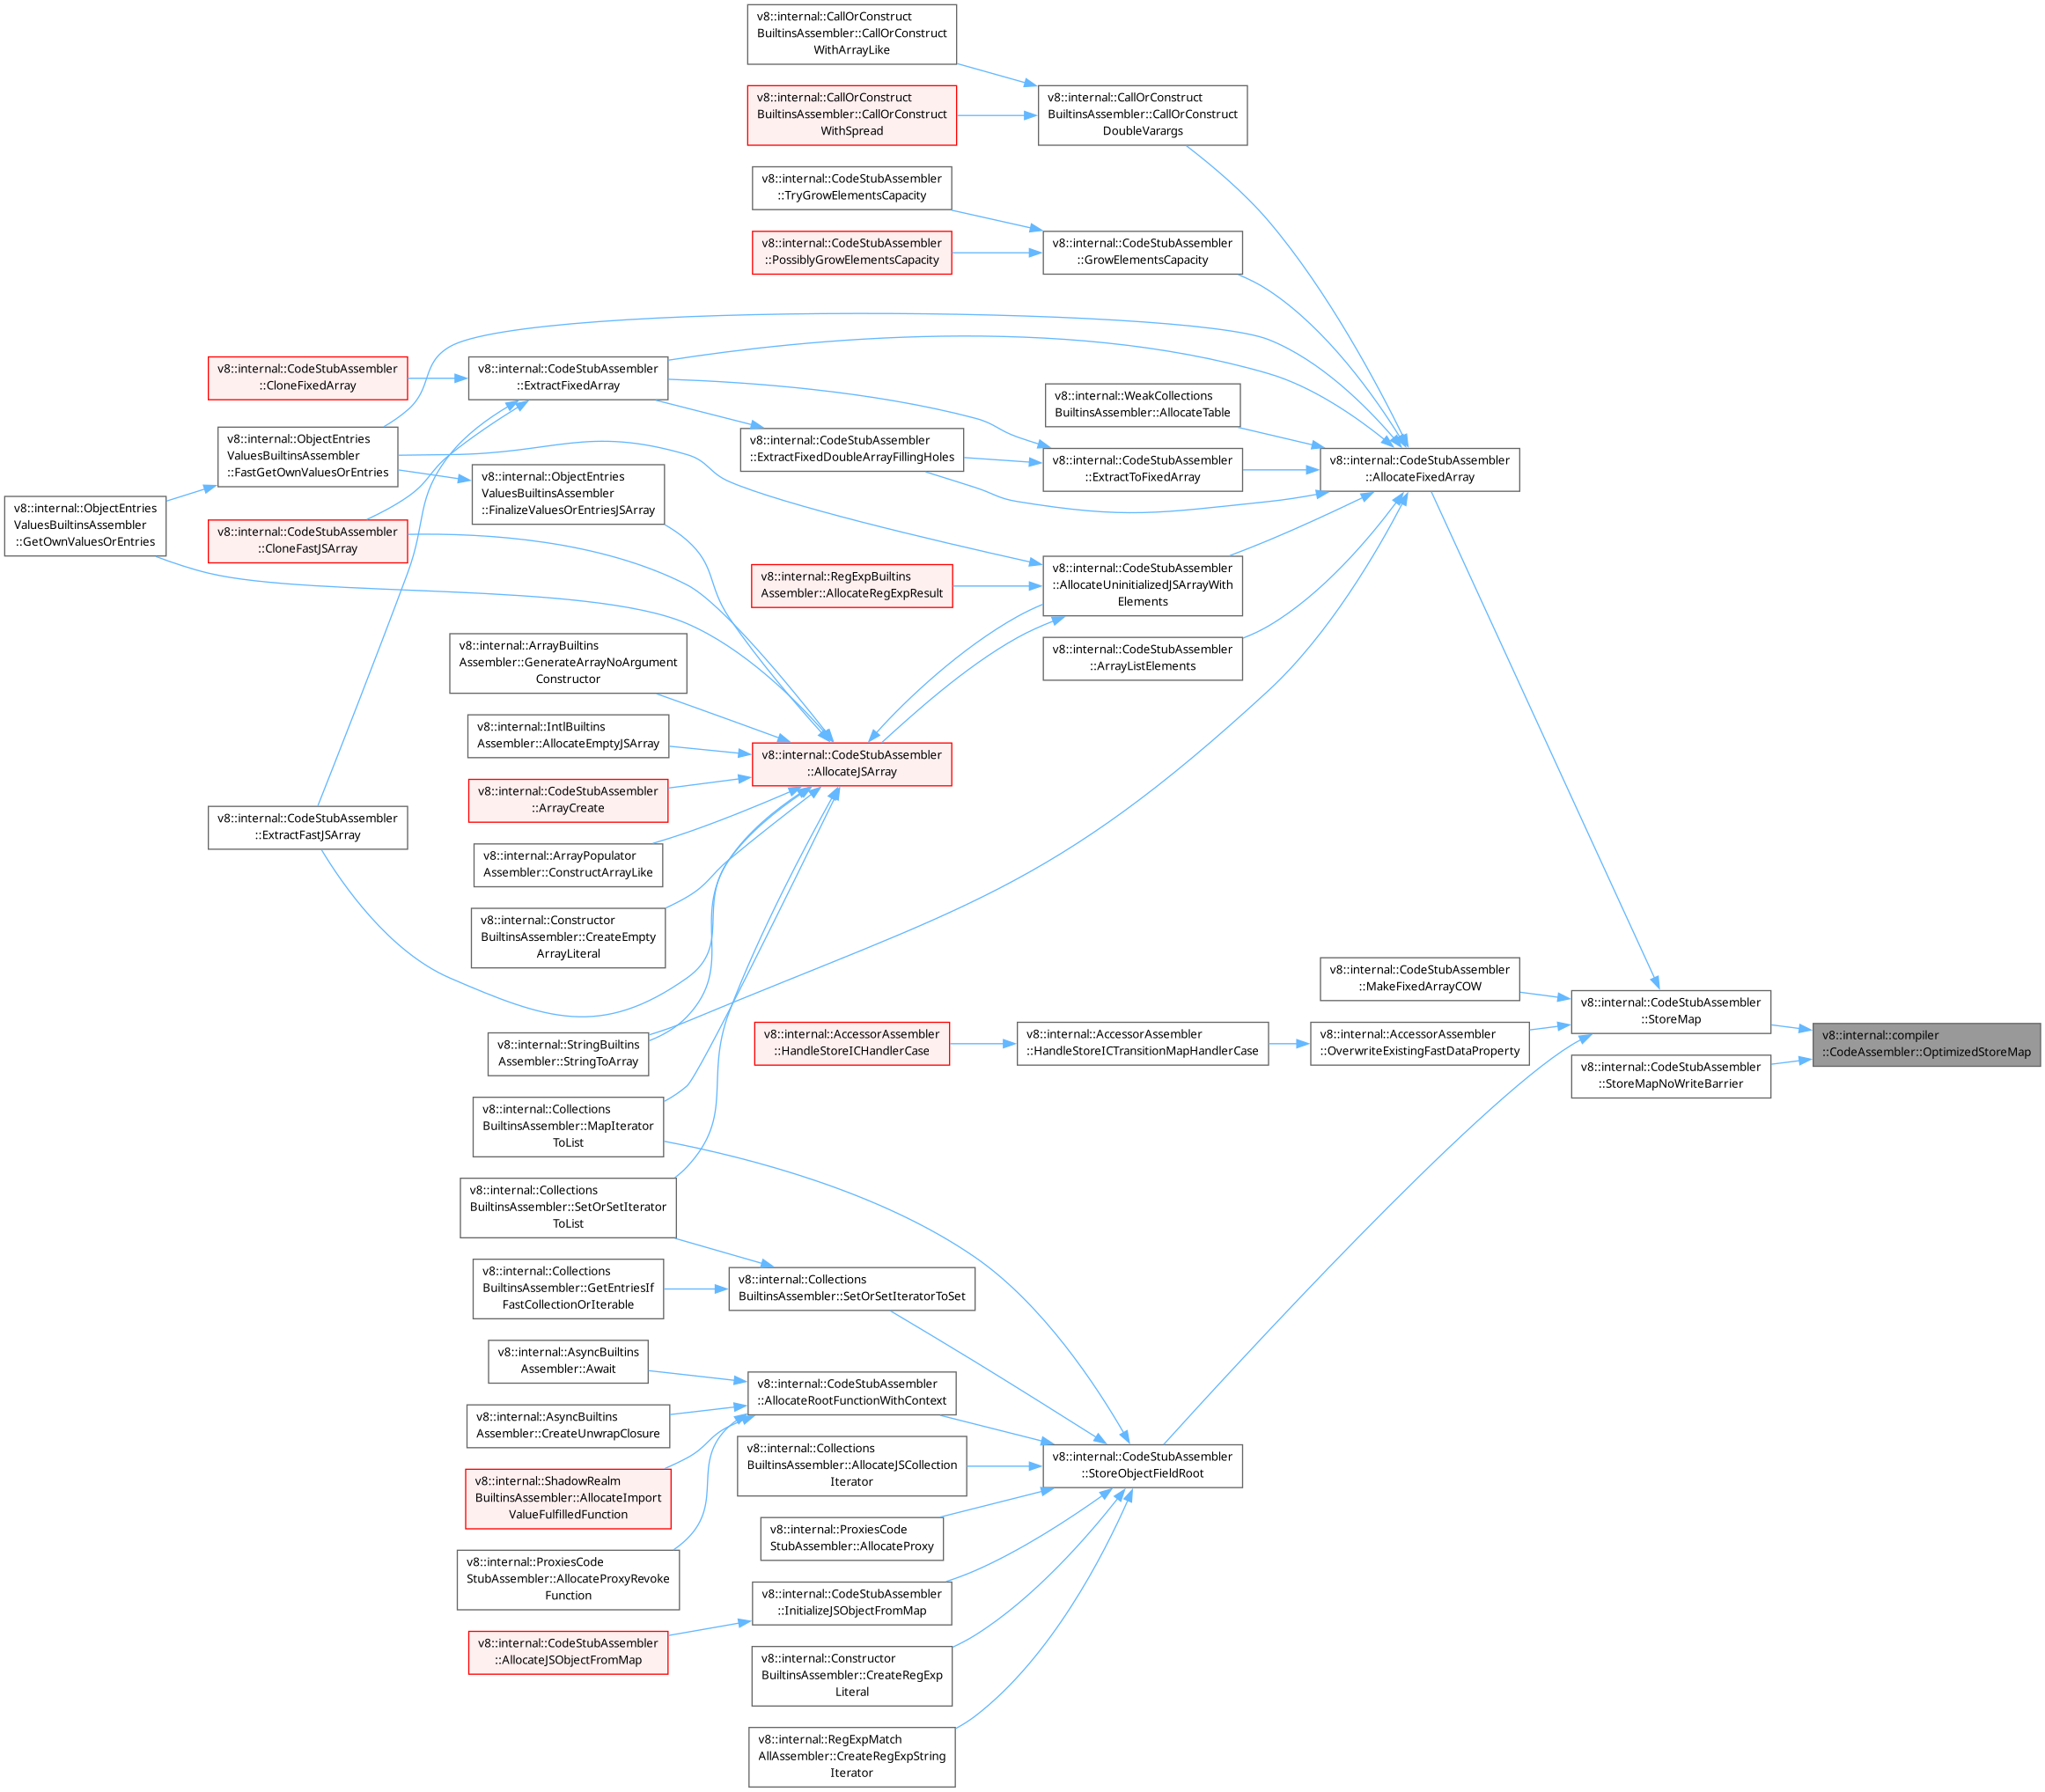 v8::internal::CallOrConstruct
BuiltinsAssembler::CallOrConstruct
WithArrayLike
v8::internal::CallOrConstruct
BuiltinsAssembler::CallOrConstruct
WithSpread
v8::internal::CallOrConstruct
BuiltinsAssembler::CallOrConstruct
DoubleVarargs
v8::internal::CodeStubAssembler
::TryGrowElementsCapacity
v8::internal::CodeStubAssembler
::PossiblyGrowElementsCapacity
v8::internal::CodeStubAssembler
::GrowElementsCapacity
v8::internal::CodeStubAssembler
::CloneFixedArray
v8::internal::CodeStubAssembler
::ExtractFixedArray
v8::internal::WeakCollections
BuiltinsAssembler::AllocateTable
v8::internal::ObjectEntries
ValuesBuiltinsAssembler
::FastGetOwnValuesOrEntries
v8::internal::CodeStubAssembler
::ExtractFixedDoubleArrayFillingHoles
v8::internal::CodeStubAssembler
::ExtractToFixedArray
v8::internal::CodeStubAssembler
::AllocateFixedArray
v8::internal::ObjectEntries
ValuesBuiltinsAssembler
::FinalizeValuesOrEntriesJSArray
v8::internal::ObjectEntries
ValuesBuiltinsAssembler
::GetOwnValuesOrEntries
v8::internal::CodeStubAssembler
::CloneFastJSArray
v8::internal::RegExpBuiltins
Assembler::AllocateRegExpResult
v8::internal::CodeStubAssembler
::AllocateUninitializedJSArrayWith
Elements
v8::internal::ArrayBuiltins
Assembler::GenerateArrayNoArgument
Constructor
v8::internal::CodeStubAssembler
::ArrayListElements
v8::internal::IntlBuiltins
Assembler::AllocateEmptyJSArray
v8::internal::CodeStubAssembler
::AllocateJSArray
v8::internal::CodeStubAssembler
::ArrayCreate
v8::internal::CodeStubAssembler
::ExtractFastJSArray
v8::internal::ArrayPopulator
Assembler::ConstructArrayLike
v8::internal::Constructor
BuiltinsAssembler::CreateEmpty
ArrayLiteral
v8::internal::CodeStubAssembler
::MakeFixedArrayCOW
v8::internal::CodeStubAssembler
::StoreMap
v8::internal::StringBuiltins
Assembler::StringToArray
v8::internal::AccessorAssembler
::HandleStoreICHandlerCase
v8::internal::AccessorAssembler
::HandleStoreICTransitionMapHandlerCase
v8::internal::AccessorAssembler
::OverwriteExistingFastDataProperty
v8::internal::compiler
::CodeAssembler::OptimizedStoreMap
v8::internal::CodeStubAssembler
::StoreMapNoWriteBarrier
v8::internal::Collections
BuiltinsAssembler::MapIterator
ToList
v8::internal::Collections
BuiltinsAssembler::SetOrSetIterator
ToList
v8::internal::Collections
BuiltinsAssembler::GetEntriesIf
FastCollectionOrIterable
v8::internal::Collections
BuiltinsAssembler::SetOrSetIteratorToSet
v8::internal::AsyncBuiltins
Assembler::Await
v8::internal::CodeStubAssembler
::AllocateRootFunctionWithContext
v8::internal::AsyncBuiltins
Assembler::CreateUnwrapClosure
v8::internal::Collections
BuiltinsAssembler::AllocateJSCollection
Iterator
v8::internal::CodeStubAssembler
::StoreObjectFieldRoot
v8::internal::ShadowRealm
BuiltinsAssembler::AllocateImport
ValueFulfilledFunction
v8::internal::ProxiesCode
StubAssembler::AllocateProxy
v8::internal::ProxiesCode
StubAssembler::AllocateProxyRevoke
Function
v8::internal::CodeStubAssembler
::InitializeJSObjectFromMap
v8::internal::CodeStubAssembler
::AllocateJSObjectFromMap
v8::internal::Constructor
BuiltinsAssembler::CreateRegExp
Literal
v8::internal::RegExpMatch
AllAssembler::CreateRegExpString
Iterator